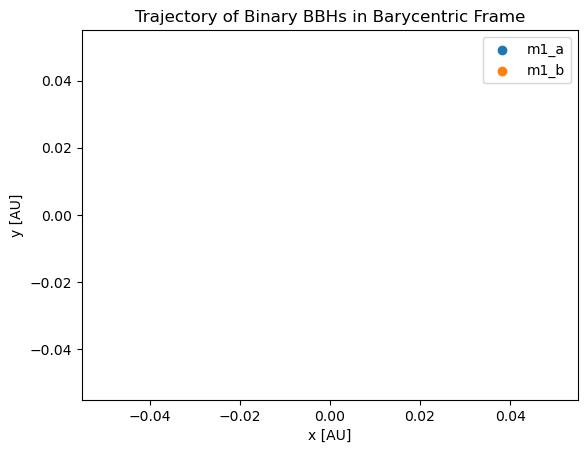 Trajectory of Binary BBHs in Barycentric Frame
m1_a
m1_b
0.04
0.02
0.00
−0.02
−0.04
y [AU]
−0.04
−0.02
0.00
0.02
0.04
x [AU]